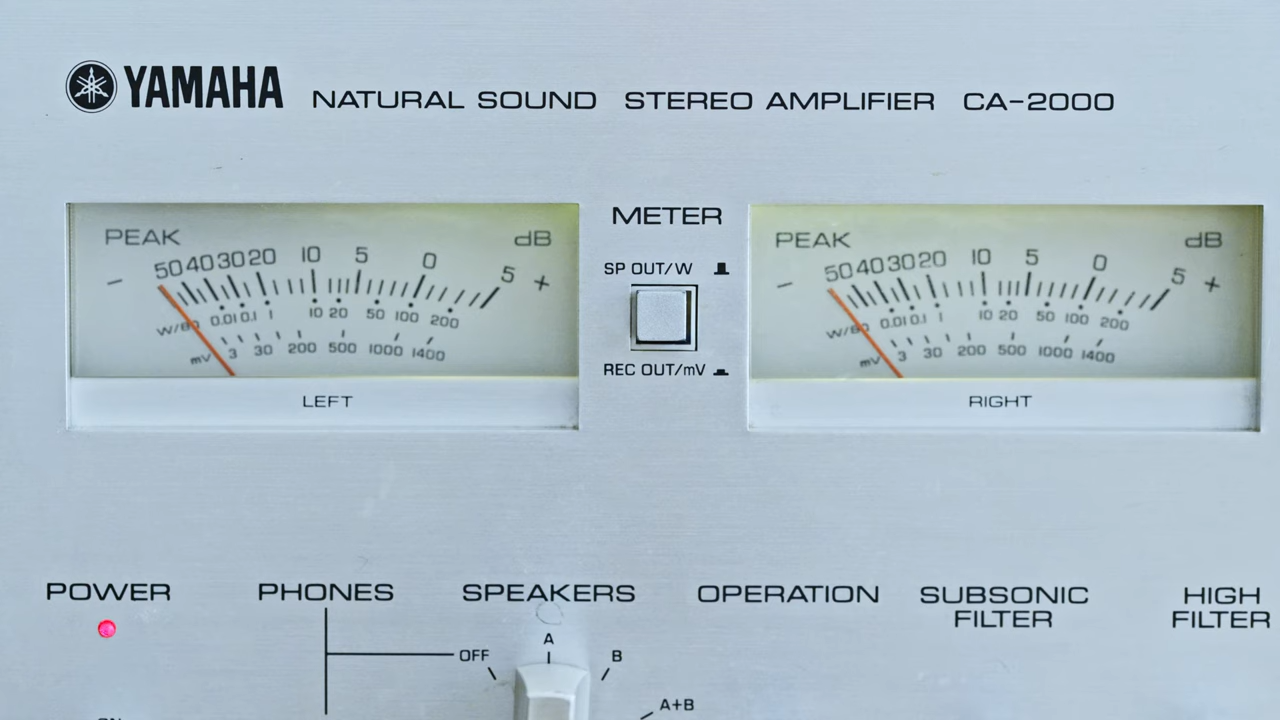 YAMAHA NATURAL SOUND STEREO AMPLIFIER CA-2000
PEAK dB
- 50 40 30 20 10 5 0 5 +
0.01 0.1 1 10 20 50 100 200
mV 3 30 200 500 1000 1400
LEFT
METER
SP OUT/W
REC OUT/mV
PEAK dB
- 50 40 30 20 10 5 0 5 +
0.01 0.1 1 10 20 50 100 200
mV 3 30 200 500 1000 1400
RIGHT
POWER
PHONES
SPEAKERS
OFF
A
B
A+B
OPERATION
SUBSONIC
FILTER
HIGH
FILTER